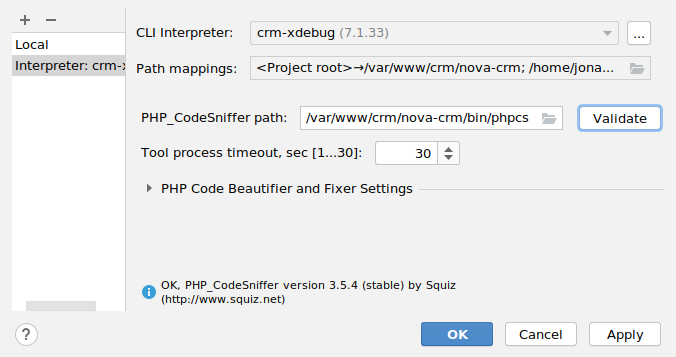 + −
Local
Interpreter: crm-x
CLI Interpreter: crm-xdebug (7.1.33) ...
Path mappings: <Project root>→/var/www/crm/nova-crm; /home/jona...
PHP_CodeSniffer path: /var/www/crm/nova-crm/bin/phpcs Validate
Tool process timeout, sec [1...30]: 30
PHP Code Beautifier and Fixer Settings
OK, PHP_CodeSniffer version 3.5.4 (stable) by Squiz
(http://www.squiz.net)
? OK Cancel Apply